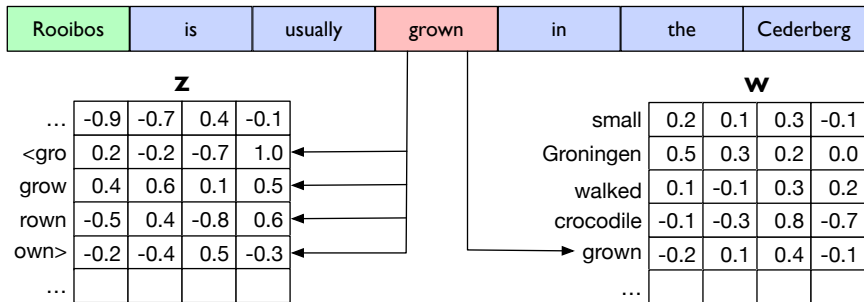 Rooibos is usually grown in the Cederberg
z
... -0.9 -0.7 0.4 -0.1
<gro 0.2 -0.2 -0.7 1.0
grow 0.4 0.6 0.1 0.5
rown -0.5 0.4 -0.8 0.6
own> -0.2 -0.4 0.5 -0.3
...
w
small 0.2 0.1 0.3 -0.1
Groningen 0.5 0.3 0.2 0.0
walked 0.1 -0.1 0.3 0.2
crocodile -0.1 -0.3 0.8 -0.7
grown -0.2 0.1 0.4 -0.1
...